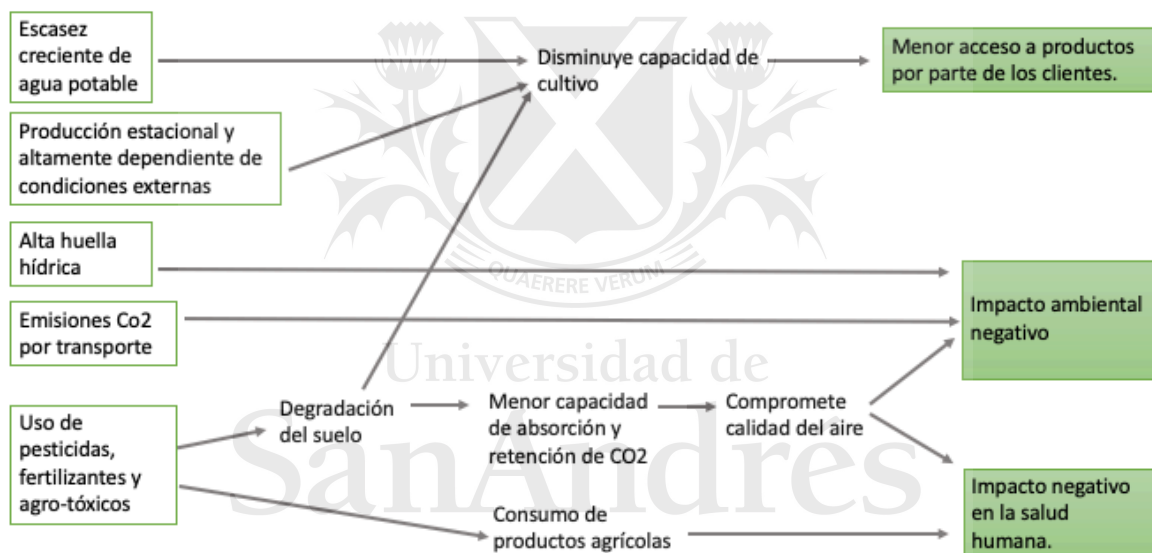 Escasez
creciente de
agua potable
Disminuye capacidad de
cultivo
Menor acceso a productos
por parte de los clientes.
Producción estacional y
altamente dependiente de
condiciones externas
Alta huella
hídrica
QUAERERE VERUM
Emisiones Co2
por transporte
Impacto ambiental
negativo
Universidad de
SanAndrés
Uso de
pesticidas,
fertilizantes y
agro-tóxicos
Degradación
del suelo
Menor capacidad
de absorción y
retención de CO2
Compromete
calidad del aire
Consumo de
productos agrícolas
Impacto negativo
en la salud
humana.